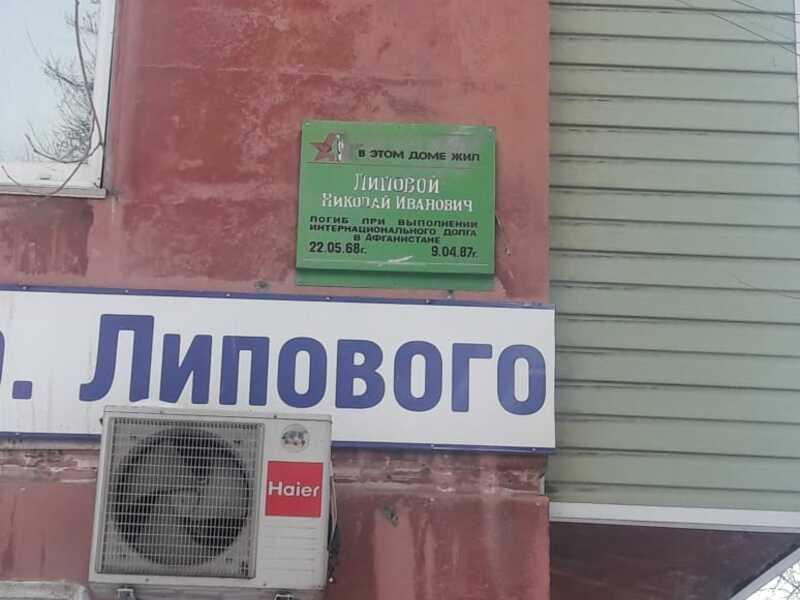 В ЭТОМ ДОМЕ ЖИЛ
ЛИПОВОЙ
НИКОЛАЙ ИВАНОВИЧ
ПОГИБ ПРИ ВЫПОЛНЕНИИ
ИНТЕРНАЦИОНАЛЬНОГО ДОЛГА
В АФГАНИСТАНЕ
22.05.68г. 9.04.87г.
Липового
Haier